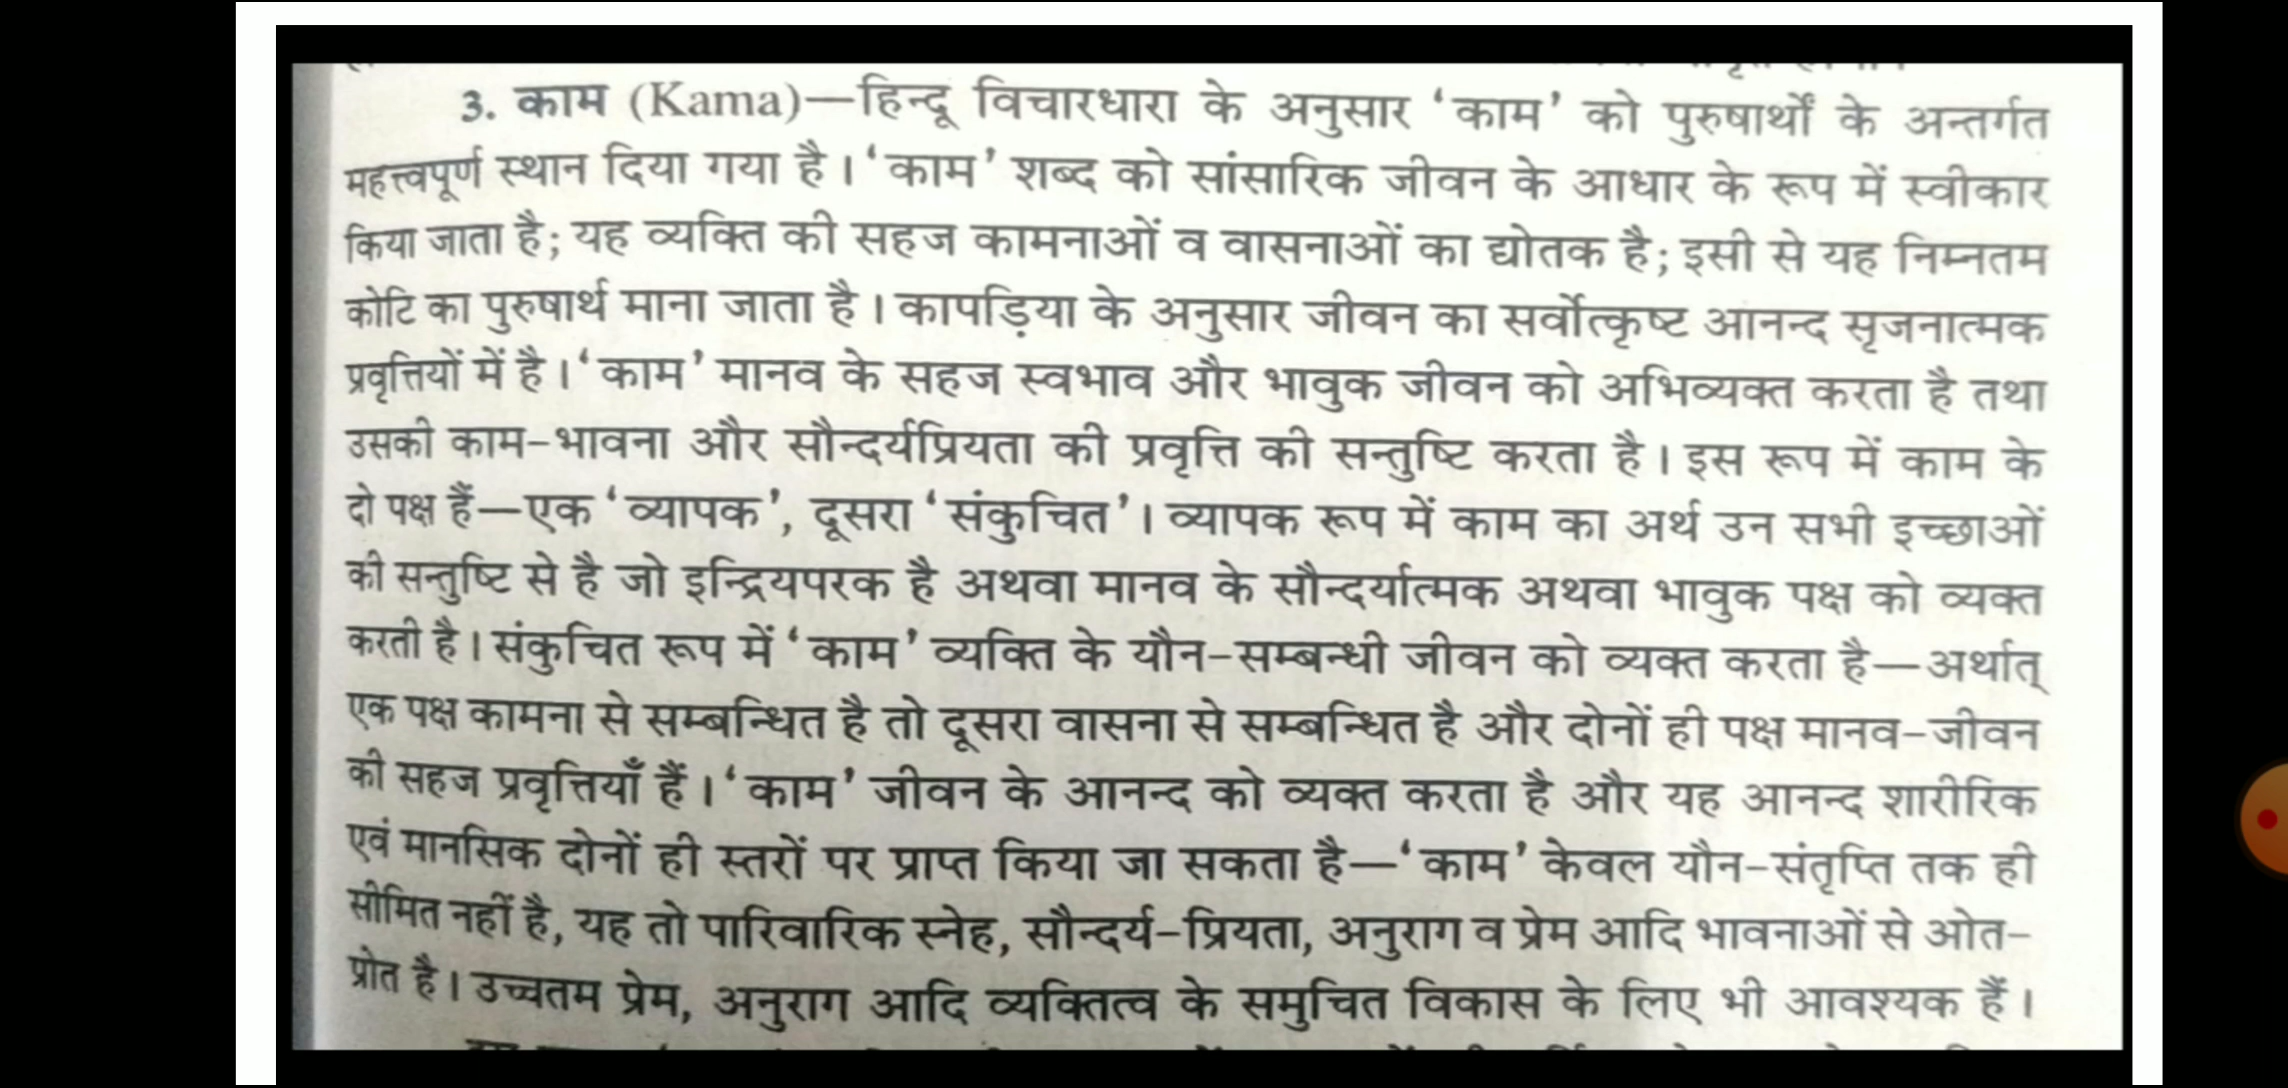 3. काम (Kama)—हिन्दू विचारधारा के अनुसार ‘काम’ को पुरुषार्थों के अन्तर्गत
महत्त्वपूर्ण स्थान दिया गया है। ‘काम’ शब्द को सांसारिक जीवन के आधार के रूप में स्वीकार
किया जाता है; यह व्यक्ति की सहज कामनाओं व वासनाओं का द्योतक है; इसी से यह निम्नतम
कोटि का पुरुषार्थ माना जाता है। कापड़िया के अनुसार जीवन का सर्वोत्कृष्ट आनन्द सृजनात्मक
प्रवृत्तियों में है। ‘काम’ मानव के सहज स्वभाव और भावुक जीवन को अभिव्यक्त करता है तथा
उसकी काम-भावना और सौन्दर्यप्रियता की प्रवृत्ति की सन्तुष्टि करता है। इस रूप में काम के
दो पक्ष हैं—एक ‘व्यापक’, दूसरा ‘संकुचित’। व्यापक रूप में काम का अर्थ उन सभी इच्छाओं
की सन्तुष्टि से है जो इन्द्रियपरक है अथवा मानव के सौन्दर्यात्मक अथवा भावुक पक्ष को व्यक्त
करती है। संकुचित रूप में ‘काम’ व्यक्ति के यौन-सम्बन्धी जीवन को व्यक्त करता है—अर्थात्
एक पक्ष कामना से सम्बन्धित है तो दूसरा वासना से सम्बन्धित है और दोनों ही पक्ष मानव-जीवन
की सहज प्रवृत्तियाँ हैं। ‘काम’ जीवन के आनन्द को व्यक्त करता है और यह आनन्द शारीरिक
एवं मानसिक दोनों ही स्तरों पर प्राप्त किया जा सकता है—‘काम’ केवल यौन-संतृप्ति तक ही
सीमित नहीं है, यह तो पारिवारिक स्नेह, सौन्दर्य-प्रियता, अनुराग व प्रेम आदि भावनाओं से ओत-
प्रोत है। उच्चतम प्रेम, अनुराग आदि व्यक्तित्व के समुचित विकास के लिए भी आवश्यक हैं।